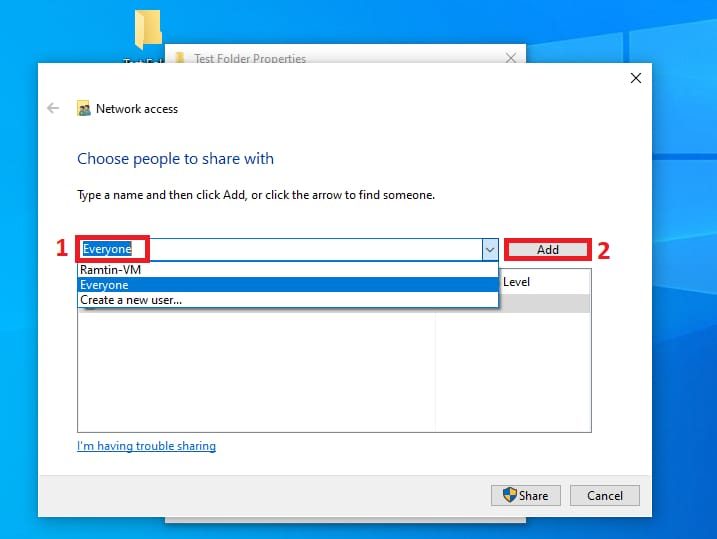 Test Folder Properties
Network access
Choose people to share with
Type a name and then click Add, or click the arrow to find someone.
1 Everyone Add 2
Ramtin-VM
Everyone
Level
Create a new user...
I'm having trouble sharing
Share Cancel